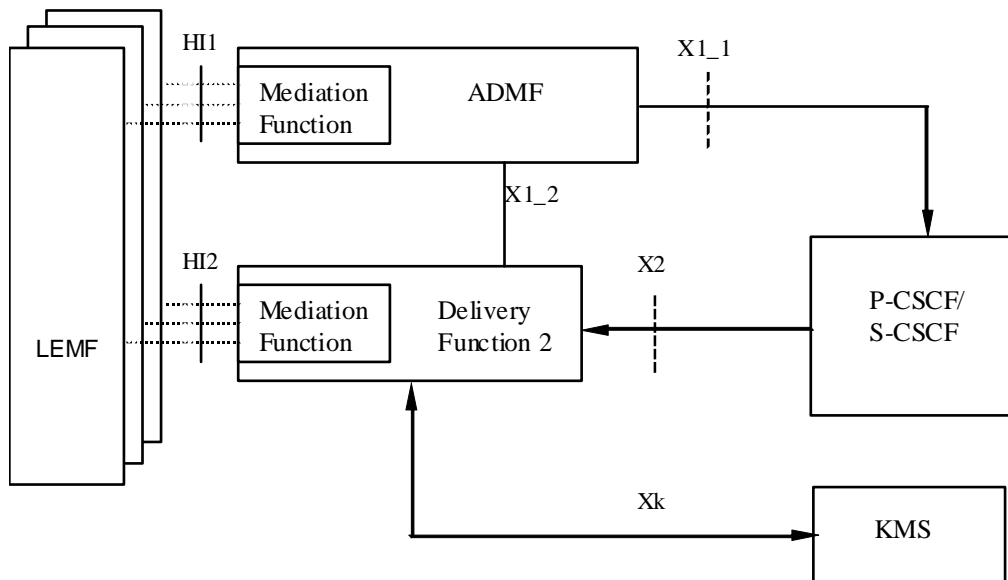 HI1
X1_1
Mediation
Function
ADMF
X1_2
HI2
X2
Mediation
Function
Delivery
Function 2
P-CSCF/
S-CSCF
LEMF
Xk
KMS